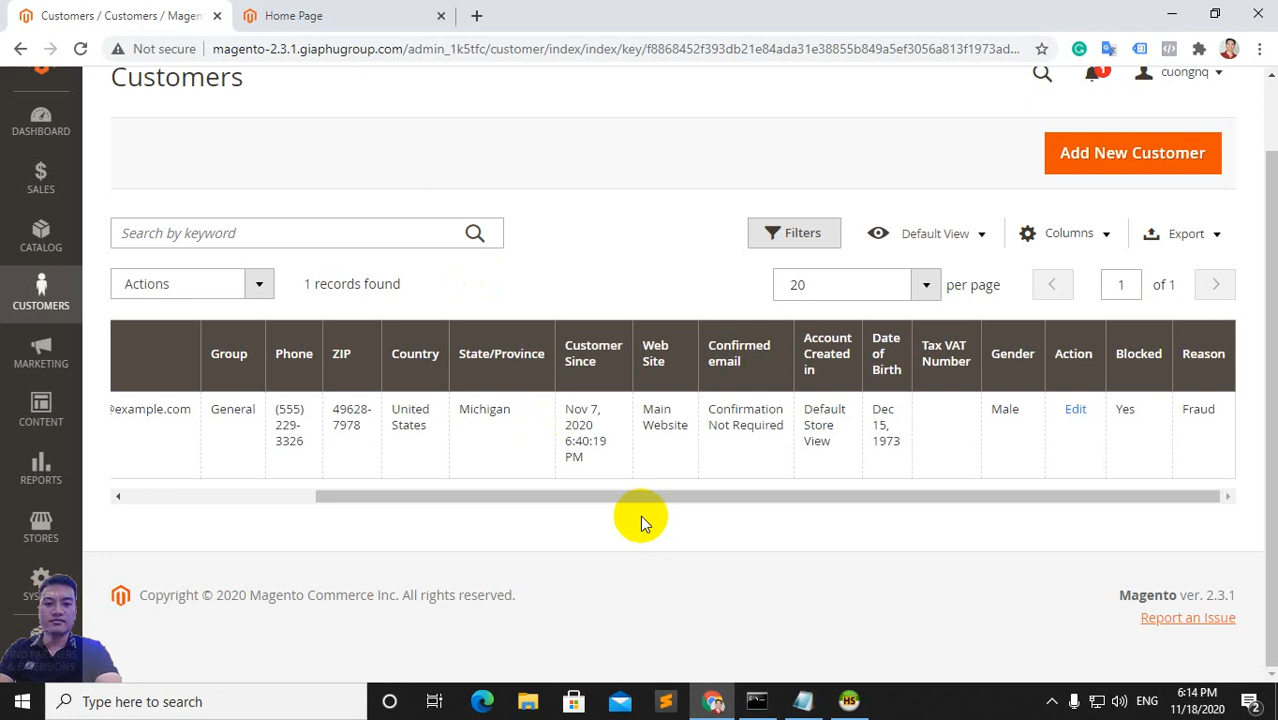 Customers / Customers / Magen
Home Page
Not secure
magento-2.3.1.giaphugroup.com/admin_1k5tfc/customer/index/index/key/f8868452f393db21e84ada31e38855b849a5ef3056a813f1973ad...
Customers
1
cuongnq
DASHBOARD
SALES
CATALOG
CUSTOMERS
MARKETING
CONTENT
REPORTS
STORES
FIND PARTNERS
& EXTENSIONS
Add New Customer
Search by keyword
Filters
Default View
Columns
Export
Actions
1 records found
20
per page
1
of 1
Group
Phone
ZIP
Country
State/Province
Customer
Since
Web
Site
Confirmed
email
Account
Created
in
Date
of
Birth
Tax VAT
Number
Gender
Action
Blocked
Reason
@example.com
General
(555)
229-
3326
49628-
7978
United
States
Michigan
Nov 7,
2020
6:40:19
PM
Main
Website
Confirmation
Not Required
Default
Store
View
Dec
15,
1973
Male
Edit
Yes
Fraud
Copyright © 2020 Magento Commerce Inc. All rights reserved.
Magento ver. 2.3.1
Report an Issue
Type here to search
ENG
6:14 PM
11/18/2020
2